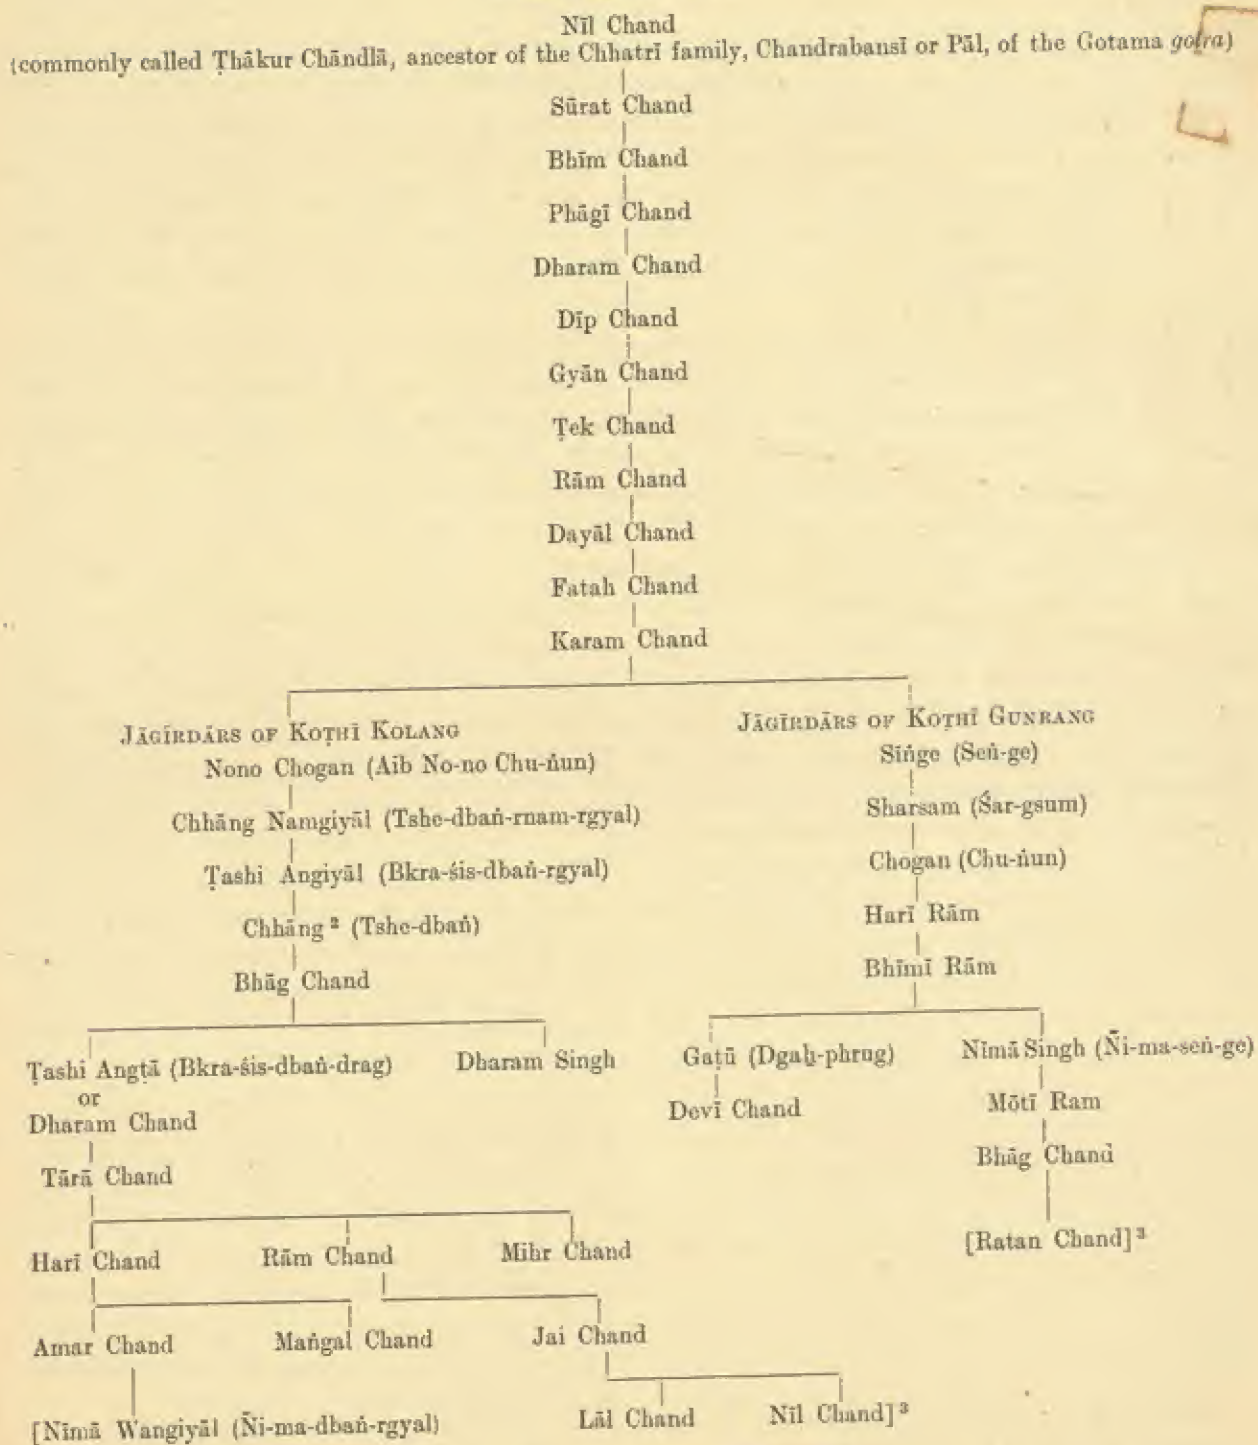 Nīl Chand
(commonly called Ṭhākur Chāndlā, ancestor of the Chhatrī family, Chandrabansī or Pāl, of the Gotama gotra)
Sūrat Chand
Bhīm Chand
Phāgī Chand
Dharam Chand
Dīp Chand
Gyān Chand
Ṭek Chand
Rām Chand
Dayāl Chand
Fatah Chand
Karam Chand
JĀGĪRDĀRS OF KOṬHĪ KOLANG
Nono Chogan (Aīb No-no Chu-ṅun)
Chhāng Namgiyāl (Tshe-dbaṅ-rnam-rgyal)
Ṭashi Angiyāl (Bkra-śis-dbaṅ-rgyal)
Chhāng ² (Tshe-dbaṅ)
Bhāg Chand
JĀGĪRDĀRS OF KOṬHĪ GUNRANG
Sīṅge (Seṅ-ge)
Sharsam (Śar-gsum)
Chogan (Chu-ṅun)
Harī Rām
Bhīmī Rām
Ṭashi Angṭā (Bkra-śis-dbaṅ-drag)
or
Dharam Chand
Dharam Singh
Tārā Chand
Harī Chand Rām Chand Mihr Chand
Amar Chand Maṅgal Chand Jai Chand
[Nīmā Wangiyāl (Ñi-ma-dbaṅ-rgyal) Lāl Chand Nīl Chand] ³
Gaṭū (Dgaḥ-phrug) Nīmā Singh (Ñi-ma-seṅ-ge)
Devī Chand Mōtī Ram
Bhāg Chand
[Ratan Chand] ³